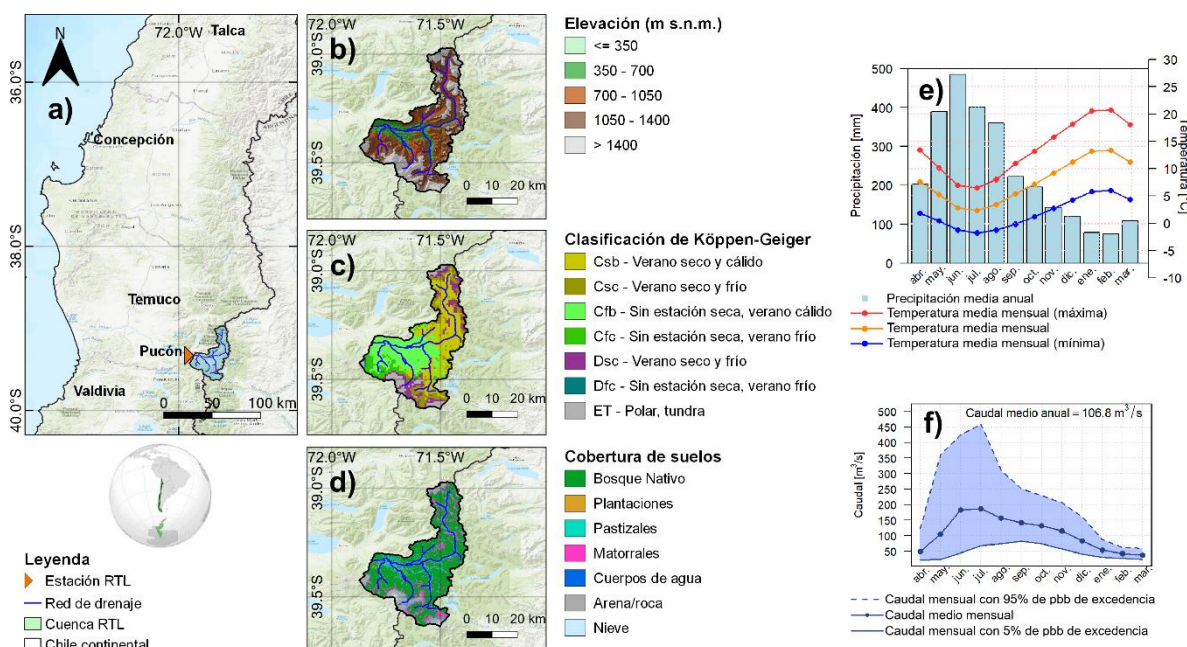 N
72.0°W
Talca
36.0°S
a)
Concepción
38.0°S
Temuco
Pucón
Valdivia
40.0°S
0 50 100 km
Leyenda
Estación RTL
Red de drenaje
Cuenca RTL
Chile continental
72.0°W 71.5°W
b)
39.0°S
39.5°S
0 10 20 km
Elevación (m s.n.m.)
<= 350
350 - 700
700 - 1050
1050 - 1400
> 1400
72.0°W 71.5°W
c)
39.0°S
39.5°S
0 10 20 km
Clasificación de Köppen-Geiger
Csb - Verano seco y cálido
Csc - Verano seco y frío
Cfb - Sin estación seca, verano cálido
Cfc - Sin estación seca, verano frío
Dsc - Verano seco y frío
Dfc - Sin estación seca, verano frío
ET - Polar, tundra
72.0°W 71.5°W
d)
39.0°S
39.5°S
0 10 20 km
Cobertura de suelos
Bosque Nativo
Plantaciones
Pastizales
Matorrales
Cuerpos de agua
Arena/roca
Nieve
e)
Precipitación [mm]
500
400
300
200
100
0
Temperatura [°C]
30
25
20
15
10
5
0
-5
-10
abr. may. jun. jul. ago. sep. oct. nov. dic. ene. feb. mar.
Precipitación media anual
Temperatura media mensual (máxima)
Temperatura media mensual
Temperatura media mensual (mínima)
f)
Caudal medio anual = 106.8 m³/s
Caudal [m³/s]
500
450
400
350
300
250
200
150
100
50
abr. may. jun. jul. ago. sep. oct. nov. dic. ene. feb. mar.
Caudal mensual con 95% de pbb de excedencia
Caudal medio mensual
Caudal mensual con 5% de pbb de excedencia